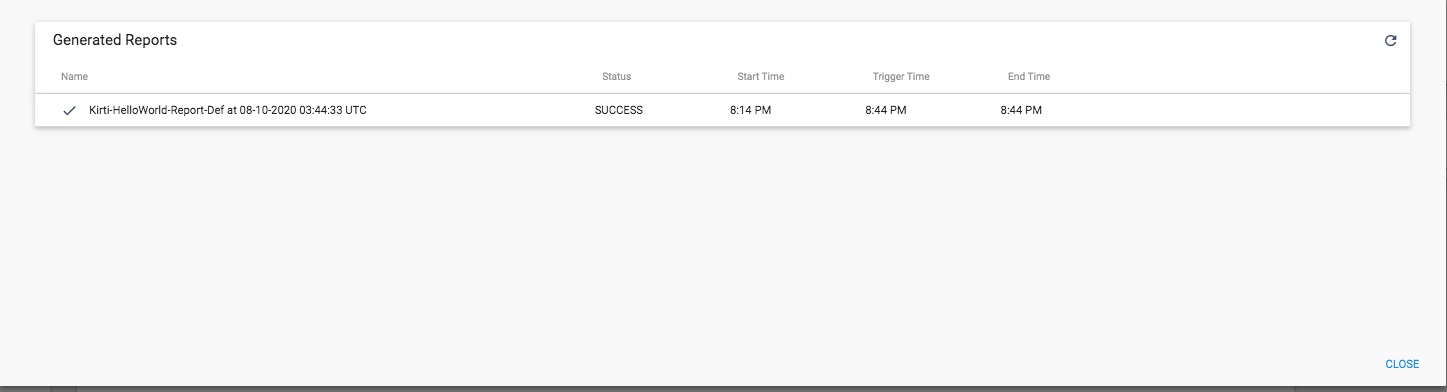 Generated Reports
Name Status Start Time Trigger Time End Time
Kirti-HelloWorld-Report-Def at 08-10-2020 03:44:33 UTC SUCCESS 8:14 PM 8:44 PM 8:44 PM
CLOSE